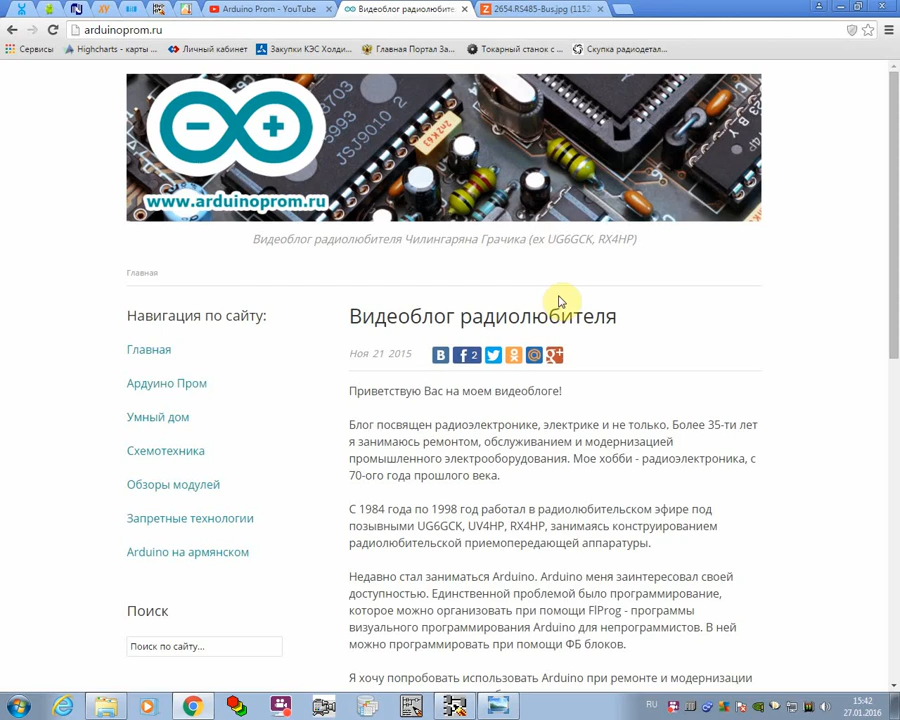 Arduino Prom - YouTube
Видеоблог радиолюбите...
2654.RS485-Bus.jpg (115
arduinoprom.ru
Сервисы
Highcharts - карты ...
Личный кабинет
Закупки КЭС Холди...
Главная Портал За...
Токарный станок с ...
Скупка радиодетал...
5993
JSJ9010 2
2n2K63
www.arduinoprom.ru
Видеоблог радиолюбителя Чилингаряна Грачика (ex UG6GCK, RX4HP)
Главная
Навигация по сайту:
Главная
Ардуино Пром
Умный дом
Схемотехника
Обзоры модулей
Запретные технологии
Arduino на армянском
Поиск
Поиск по сайту...
Видеоблог радиолюбителя
Ноя 21 2015
2
Приветствую Вас на моем видеоблоге!
Блог посвящен радиоэлектронике, электрике и не только. Более 35-ти лет
я занимаюсь ремонтом, обслуживанием и модернизацией
промышленного электрооборудования. Мое хобби - радиоэлектроника, с
70-ого года прошлого века.
С 1984 года по 1998 год работал в радиолюбительском эфире под
позывными UG6GCK, UV4HP, RX4HP, занимаясь конструированием
радиолюбительской приемопередающей аппаратуры.
Недавно стал заниматься Arduino. Arduino меня заинтересовал своей
доступностью. Единственной проблемой было программирование,
которое можно организовать при помощи FlProg - программы
визуального программирования Arduino для непрограммистов. В ней
можно программировать при помощи ФБ блоков.
Я хочу попробовать использовать Arduino при ремонте и модернизации
RU
15:42
27.01.2016